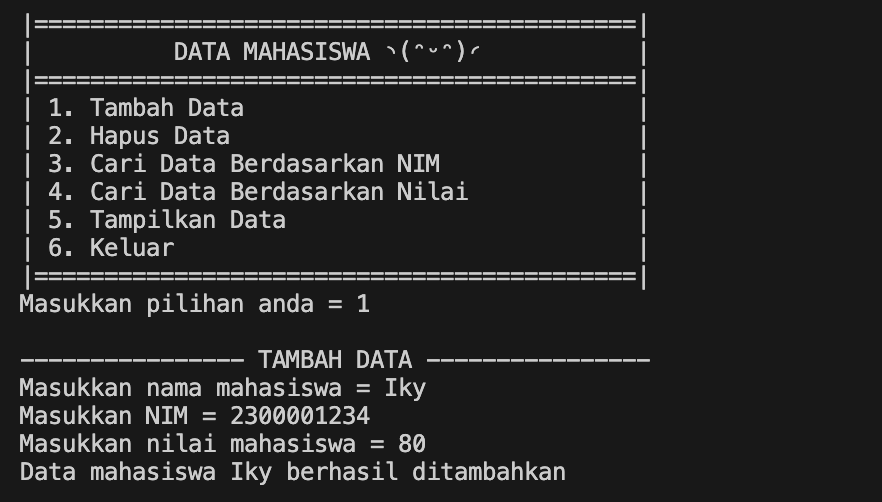 |===========================================|
|          DATA MAHASISWA ◝(ᵔᵕᵔ)◜           |
|===========================================|
| 1. Tambah Data                            |
| 2. Hapus Data                             |
| 3. Cari Data Berdasarkan NIM              |
| 4. Cari Data Berdasarkan Nilai            |
| 5. Tampilkan Data                         |
| 6. Keluar                                 |
|===========================================|
Masukkan pilihan anda = 1

---------------- TAMBAH DATA ----------------
Masukkan nama mahasiswa = Iky
Masukkan NIM = 2300001234
Masukkan nilai mahasiswa = 80
Data mahasiswa Iky berhasil ditambahkan